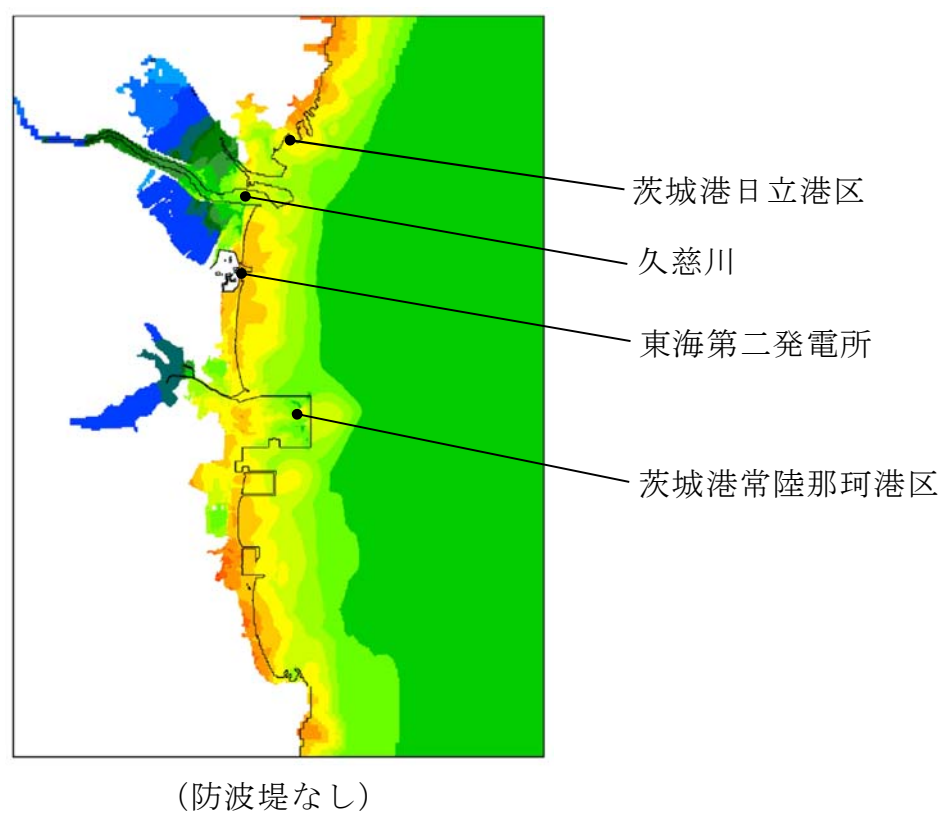 茨城港日立港区
久慈川
東海第二発電所
茨城港常陸那珂港区
(防波堤なし)